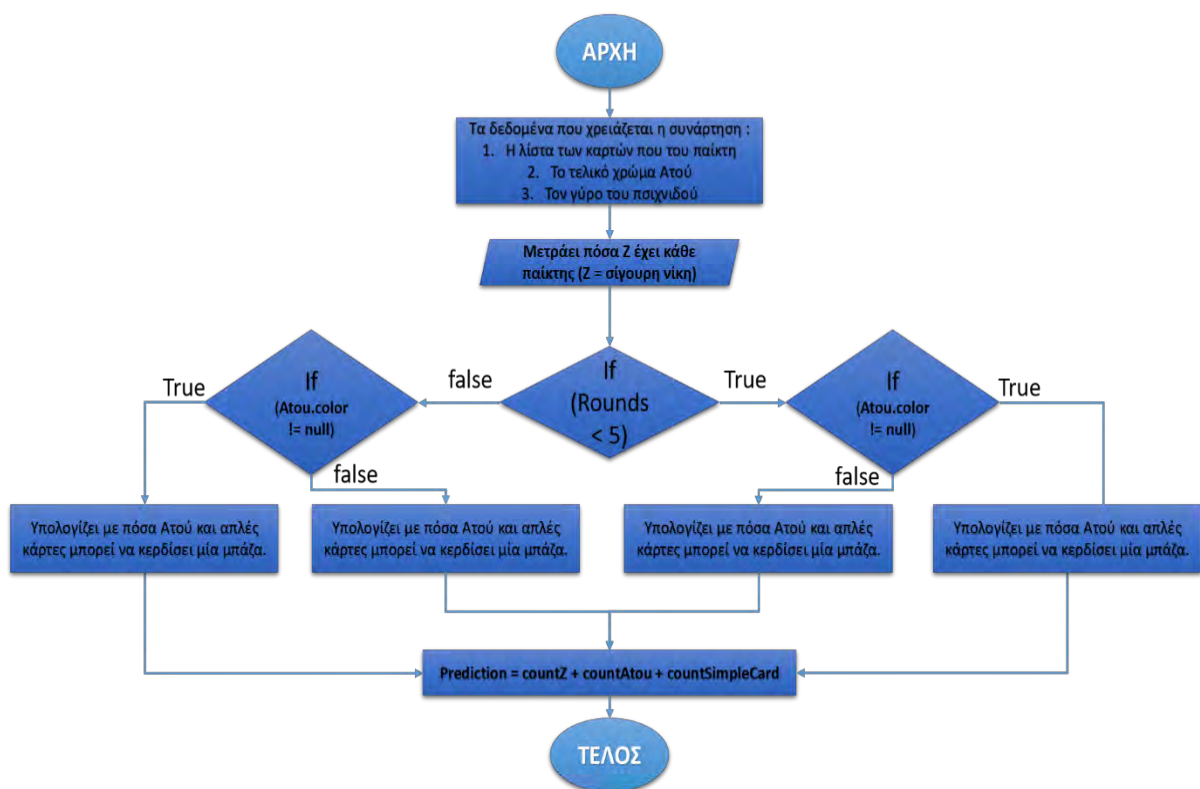 ΑΡΧΗ
Τα δεδομένα που χρειάζεται η συνάρτηση :
1. Η λίστα των καρτών που του παίκτη
2. Το τελικό χρώμα Ατού
3. Τον γύρο του πσιχνιδού
Μετράει πόσα Ζ έχει κάθε
παίκτης (Ζ = σίγουρη νίκη)
True
If
(Atou.color
!= null)
false
false
If
(Rounds
< 5)
True
If
(Atou.color
!= null)
True
false
Υπολογίζει με πόσα Ατού και απλές
κάρτες μπορεί να κερδίσει μία μπάζα.
Υπολογίζει με πόσα Ατού και απλές
κάρτες μπορεί να κερδίσει μία μπάζα.
Υπολογίζει με πόσα Ατού και απλές
κάρτες μπορεί να κερδίσει μία μπάζα.
Υπολογίζει με πόσα Ατού και απλές
κάρτες μπορεί να κερδίσει μία μπάζα.
Prediction = countZ + countAtou + countSimpleCard
ΤΕΛΟΣ